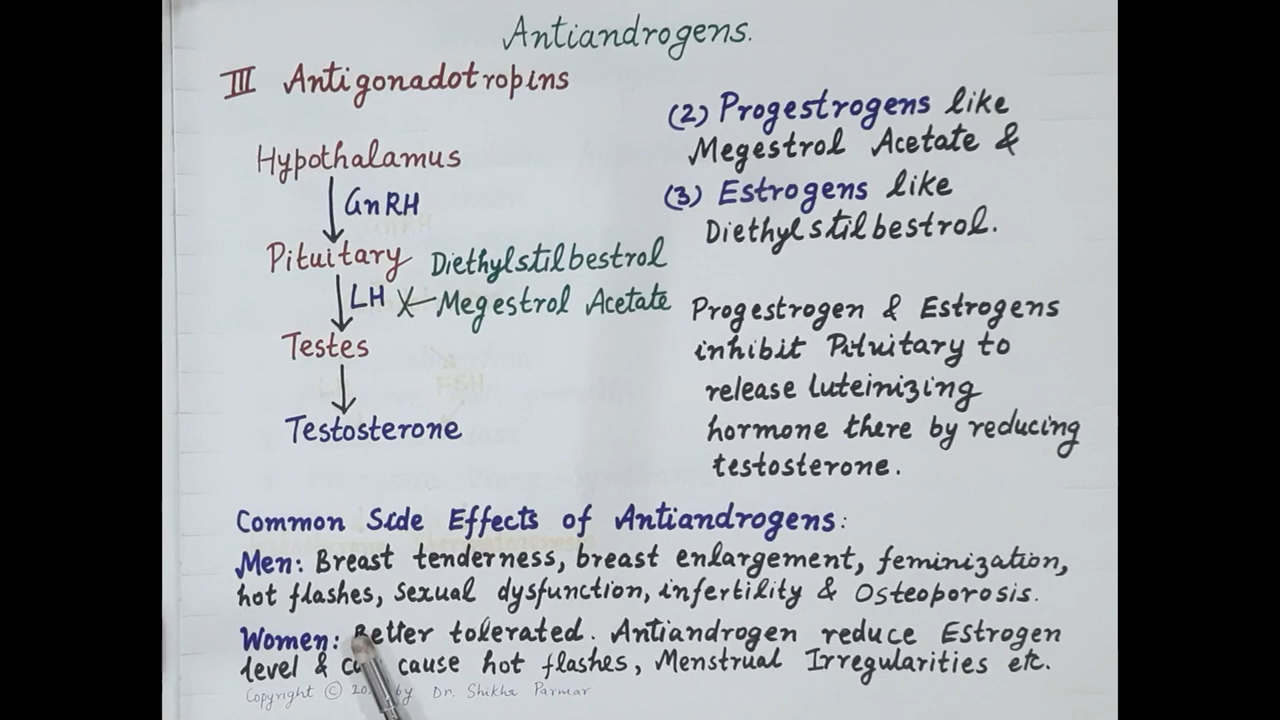 Antiandrogens.
III Antigonadotropins
Hypothalamus
GnRH
Pituitary
Diethylstilbestrol
LH X Megestrol Acetate
Testes
Testosterone
(2) Progestrogens like
Megestrol Acetate &
(3) Estrogens like
Diethylstilbestrol.
Progestrogen & Estrogens
inhibit Pituitary to
release luteinizing
hormone there by reducing
testosterone.
Common Side Effects of Antiandrogens:
Men: Breast tenderness, breast enlargement, feminization,
hot flashes, sexual dysfunction, infertility & Osteoporosis.
Women: Better tolerated. Antiandrogen reduce Estrogen
level & cause hot flashes, Menstrual Irregularities etc.
Copyright © by Dr. Shikha Parmar